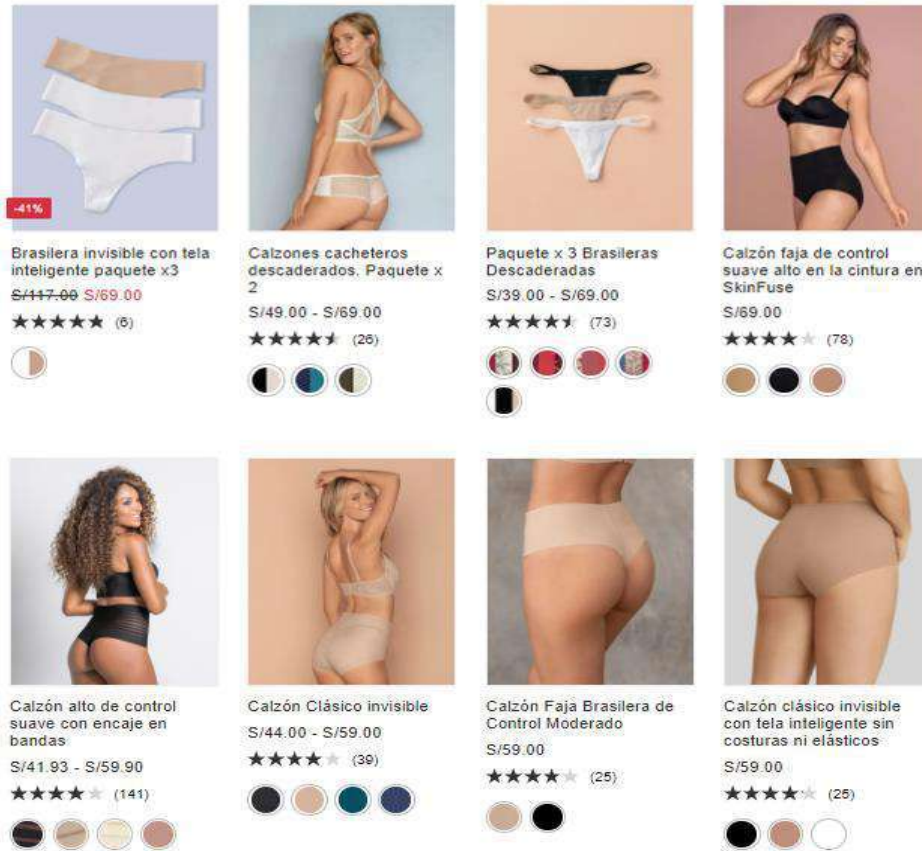 -41%
Brasilera invisible con tela
inteligente paquete x3
S/117.00 S/69.00
(6)
Calzones cacheteros
descaderados. Paquete x
2
S/49.00 - S/69.00
(26)
Paquete x 3 Brasileras
Descaderadas
S/39.00 - S/69.00
(73)
Calzón faja de control
suave alto en la cintura en
SkinFuse
S/69.00
(78)
Calzón alto de control
suave con encaje en
bandas
S/41.93 - S/59.90
(141)
Calzón Clásico invisible
S/44.00 - S/59.00
(39)
Calzón Faja Brasilera de
Control Moderado
S/59.00
(25)
Calzón clásico invisible
con tela inteligente sin
costuras ni elásticos
S/59.00
(25)